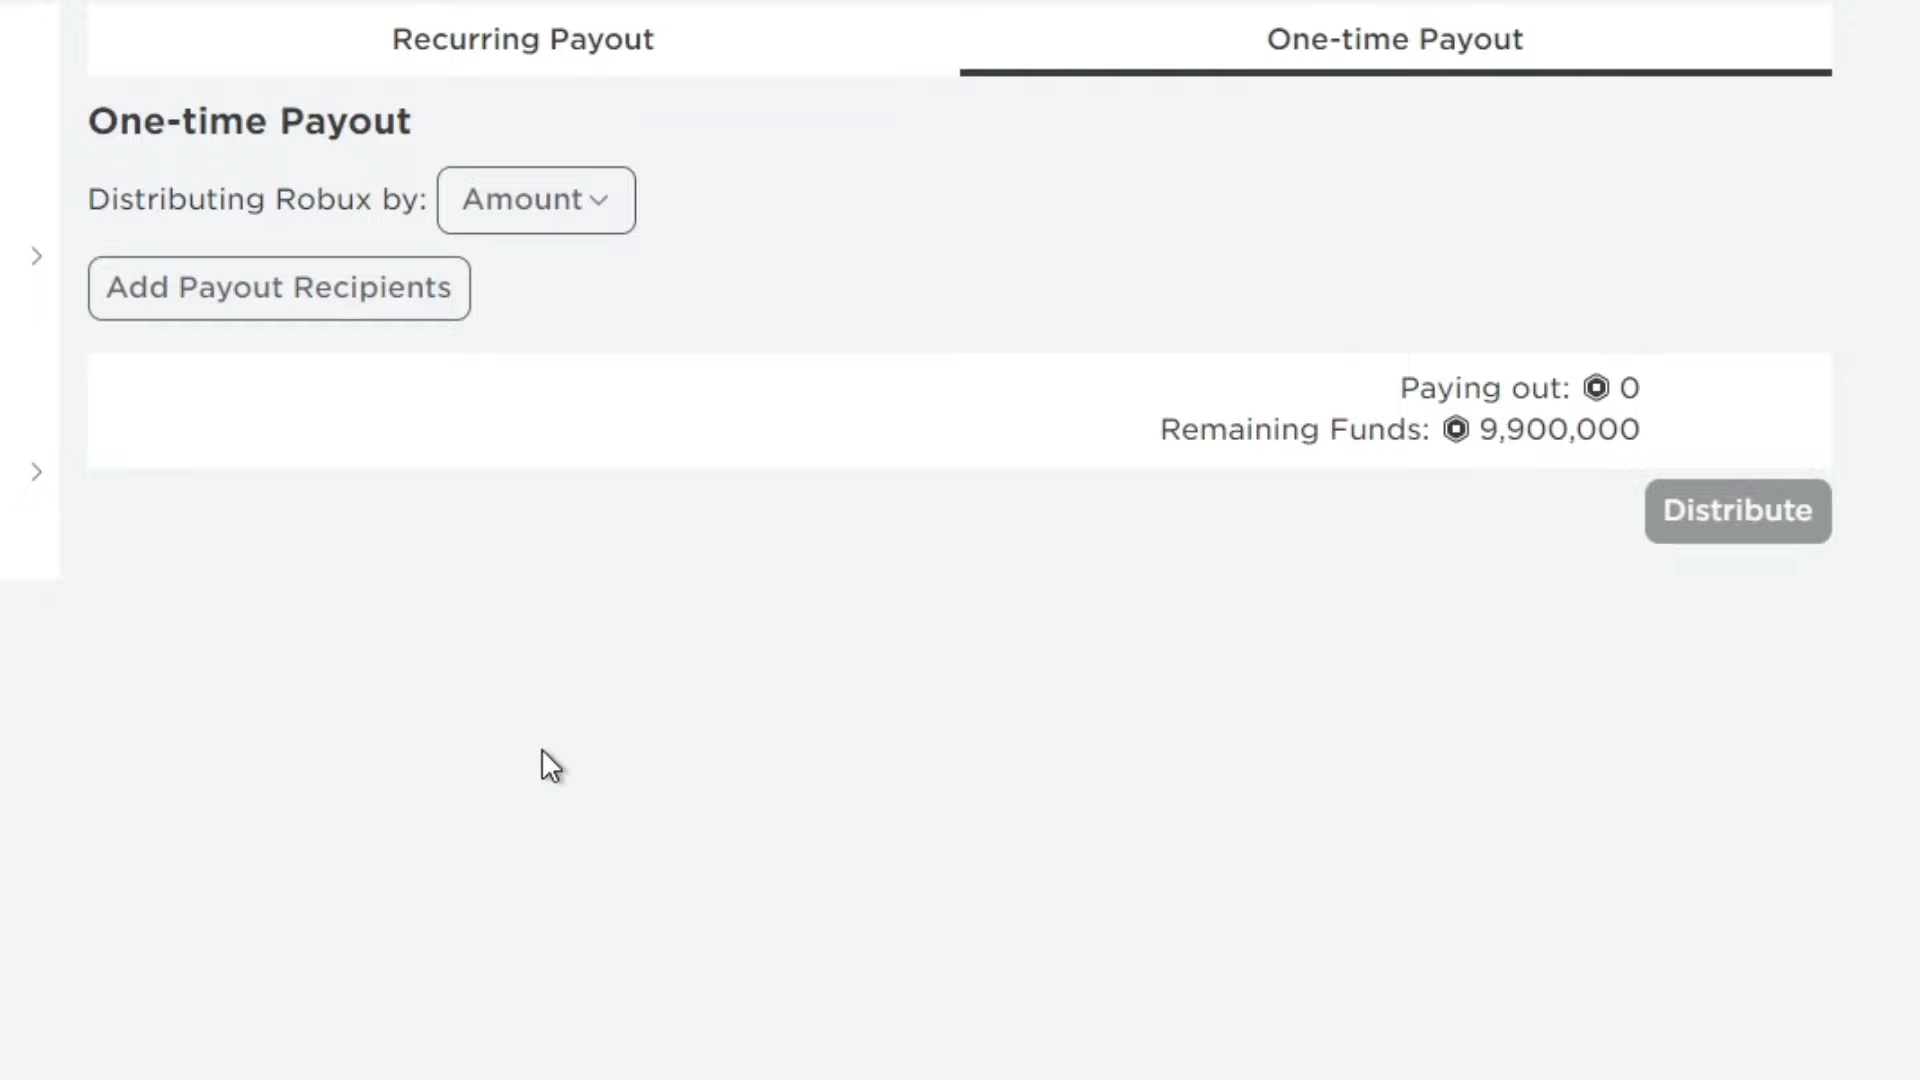 Recurring Payout
One-time Payout
One-time Payout
Distributing Robux by: Amount
Add Payout Recipients
Paying out: 0
Remaining Funds: 9,900,000
Distribute